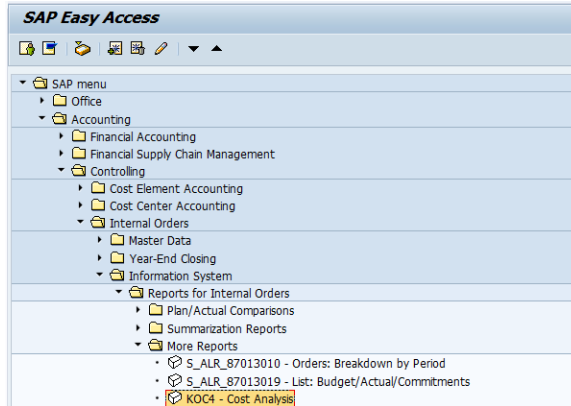 SAP Easy Access
SAP menu
Office
Accounting
Financial Accounting
Financial Supply Chain Management
Controlling
Cost Element Accounting
Cost Center Accounting
Internal Orders
Master Data
Year-End Closing
Information System
Reports for Internal Orders
Plan/Actual Comparisons
Summarization Reports
More Reports
S_ALR_87013010 - Orders: Breakdown by Period
S_ALR_87013019 - List: Budget/Actual/Commitments
KOC4 - Cost Analysis